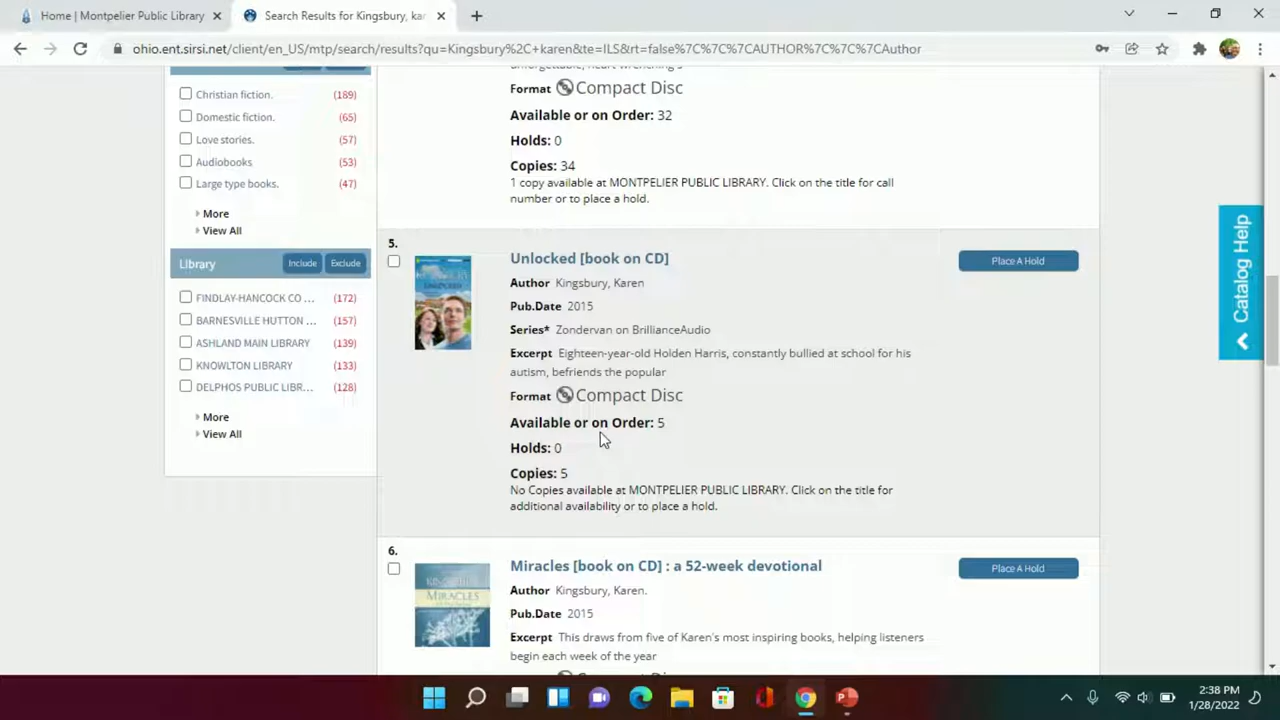 Home | Montpelier Public Library
Search Results for Kingsbury, kar
ohio.ent.sirsi.net/client/en_US/mtp/search/results?qu=Kingsbury%2C+karen&te=ILS&rt=false%7C%7C%7CAUTHOR%7C%7C%7CAuthor
Christian fiction. (189)
Domestic fiction. (65)
Love stories. (57)
Audiobooks (53)
Large type books. (47)
More
View All
Library Include Exclude
FINDLAY-HANCOCK CO ... (172)
BARNESVILLE HUTTON ... (157)
ASHLAND MAIN LIBRARY (139)
KNOWLTON LIBRARY (133)
DELPHOS PUBLIC LIBR... (128)
More
View All
Format Compact Disc
Available or on Order: 32
Holds: 0
Copies: 34
1 copy available at MONTPELIER PUBLIC LIBRARY. Click on the title for call
number or to place a hold.
5.
Unlocked [book on CD]
Place A Hold
Author Kingsbury, Karen
Pub.Date 2015
Series* Zondervan on BrillianceAudio
Excerpt Eighteen-year-old Holden Harris, constantly bullied at school for his
autism, befriends the popular
Format Compact Disc
Available or on Order: 5
Holds: 0
Copies: 5
No Copies available at MONTPELIER PUBLIC LIBRARY. Click on the title for
additional availability or to place a hold.
6.
Miracles [book on CD] : a 52-week devotional
Place A Hold
MIRACLES
Author Kingsbury, Karen.
Pub.Date 2015
Excerpt This draws from five of Karen's most inspiring books, helping listeners
begin each week of the year
Catalog Help
2:38 PM
1/28/2022